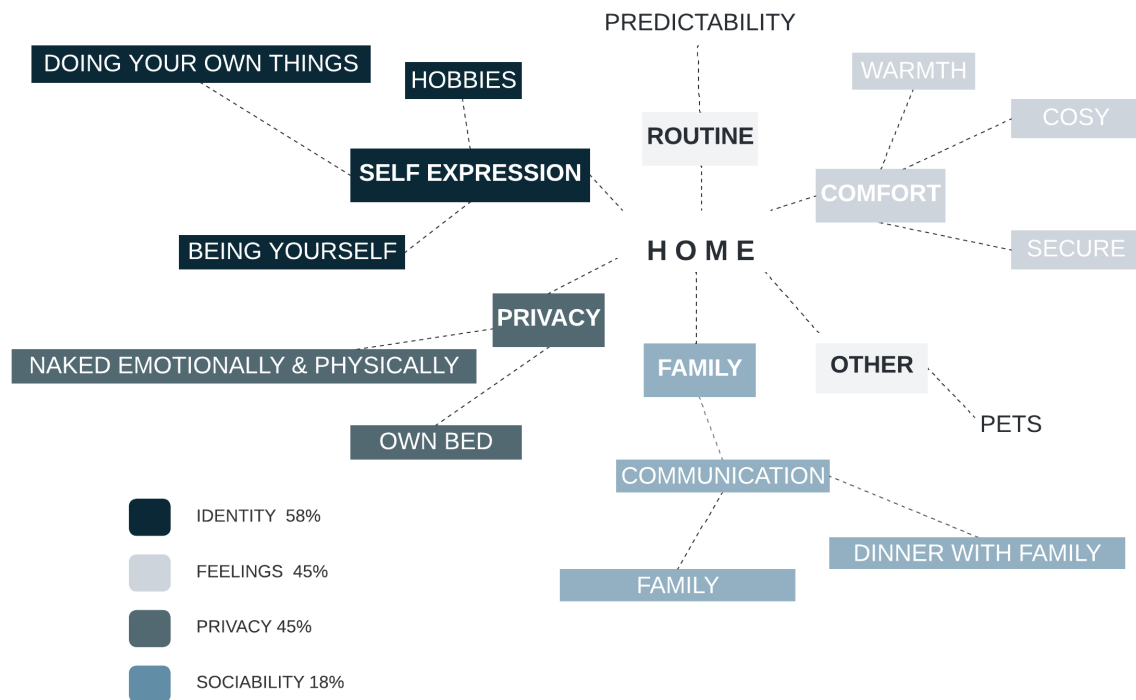 PREDICTABILITY
DOING YOUR OWN THINGS
HOBBIES
WARMTH
COSY
ROUTINE
SELF EXPRESSION
COMFORT
BEING YOURSELF
HOME
SECURE
PRIVACY
NAKED EMOTIONALLY & PHYSICALLY
FAMILY
OTHER
PETS
OWN BED
COMMUNICATION
DINNER WITH FAMILY
FAMILY
IDENTITY 58%
FEELINGS 45%
PRIVACY 45%
SOCIABILITY 18%